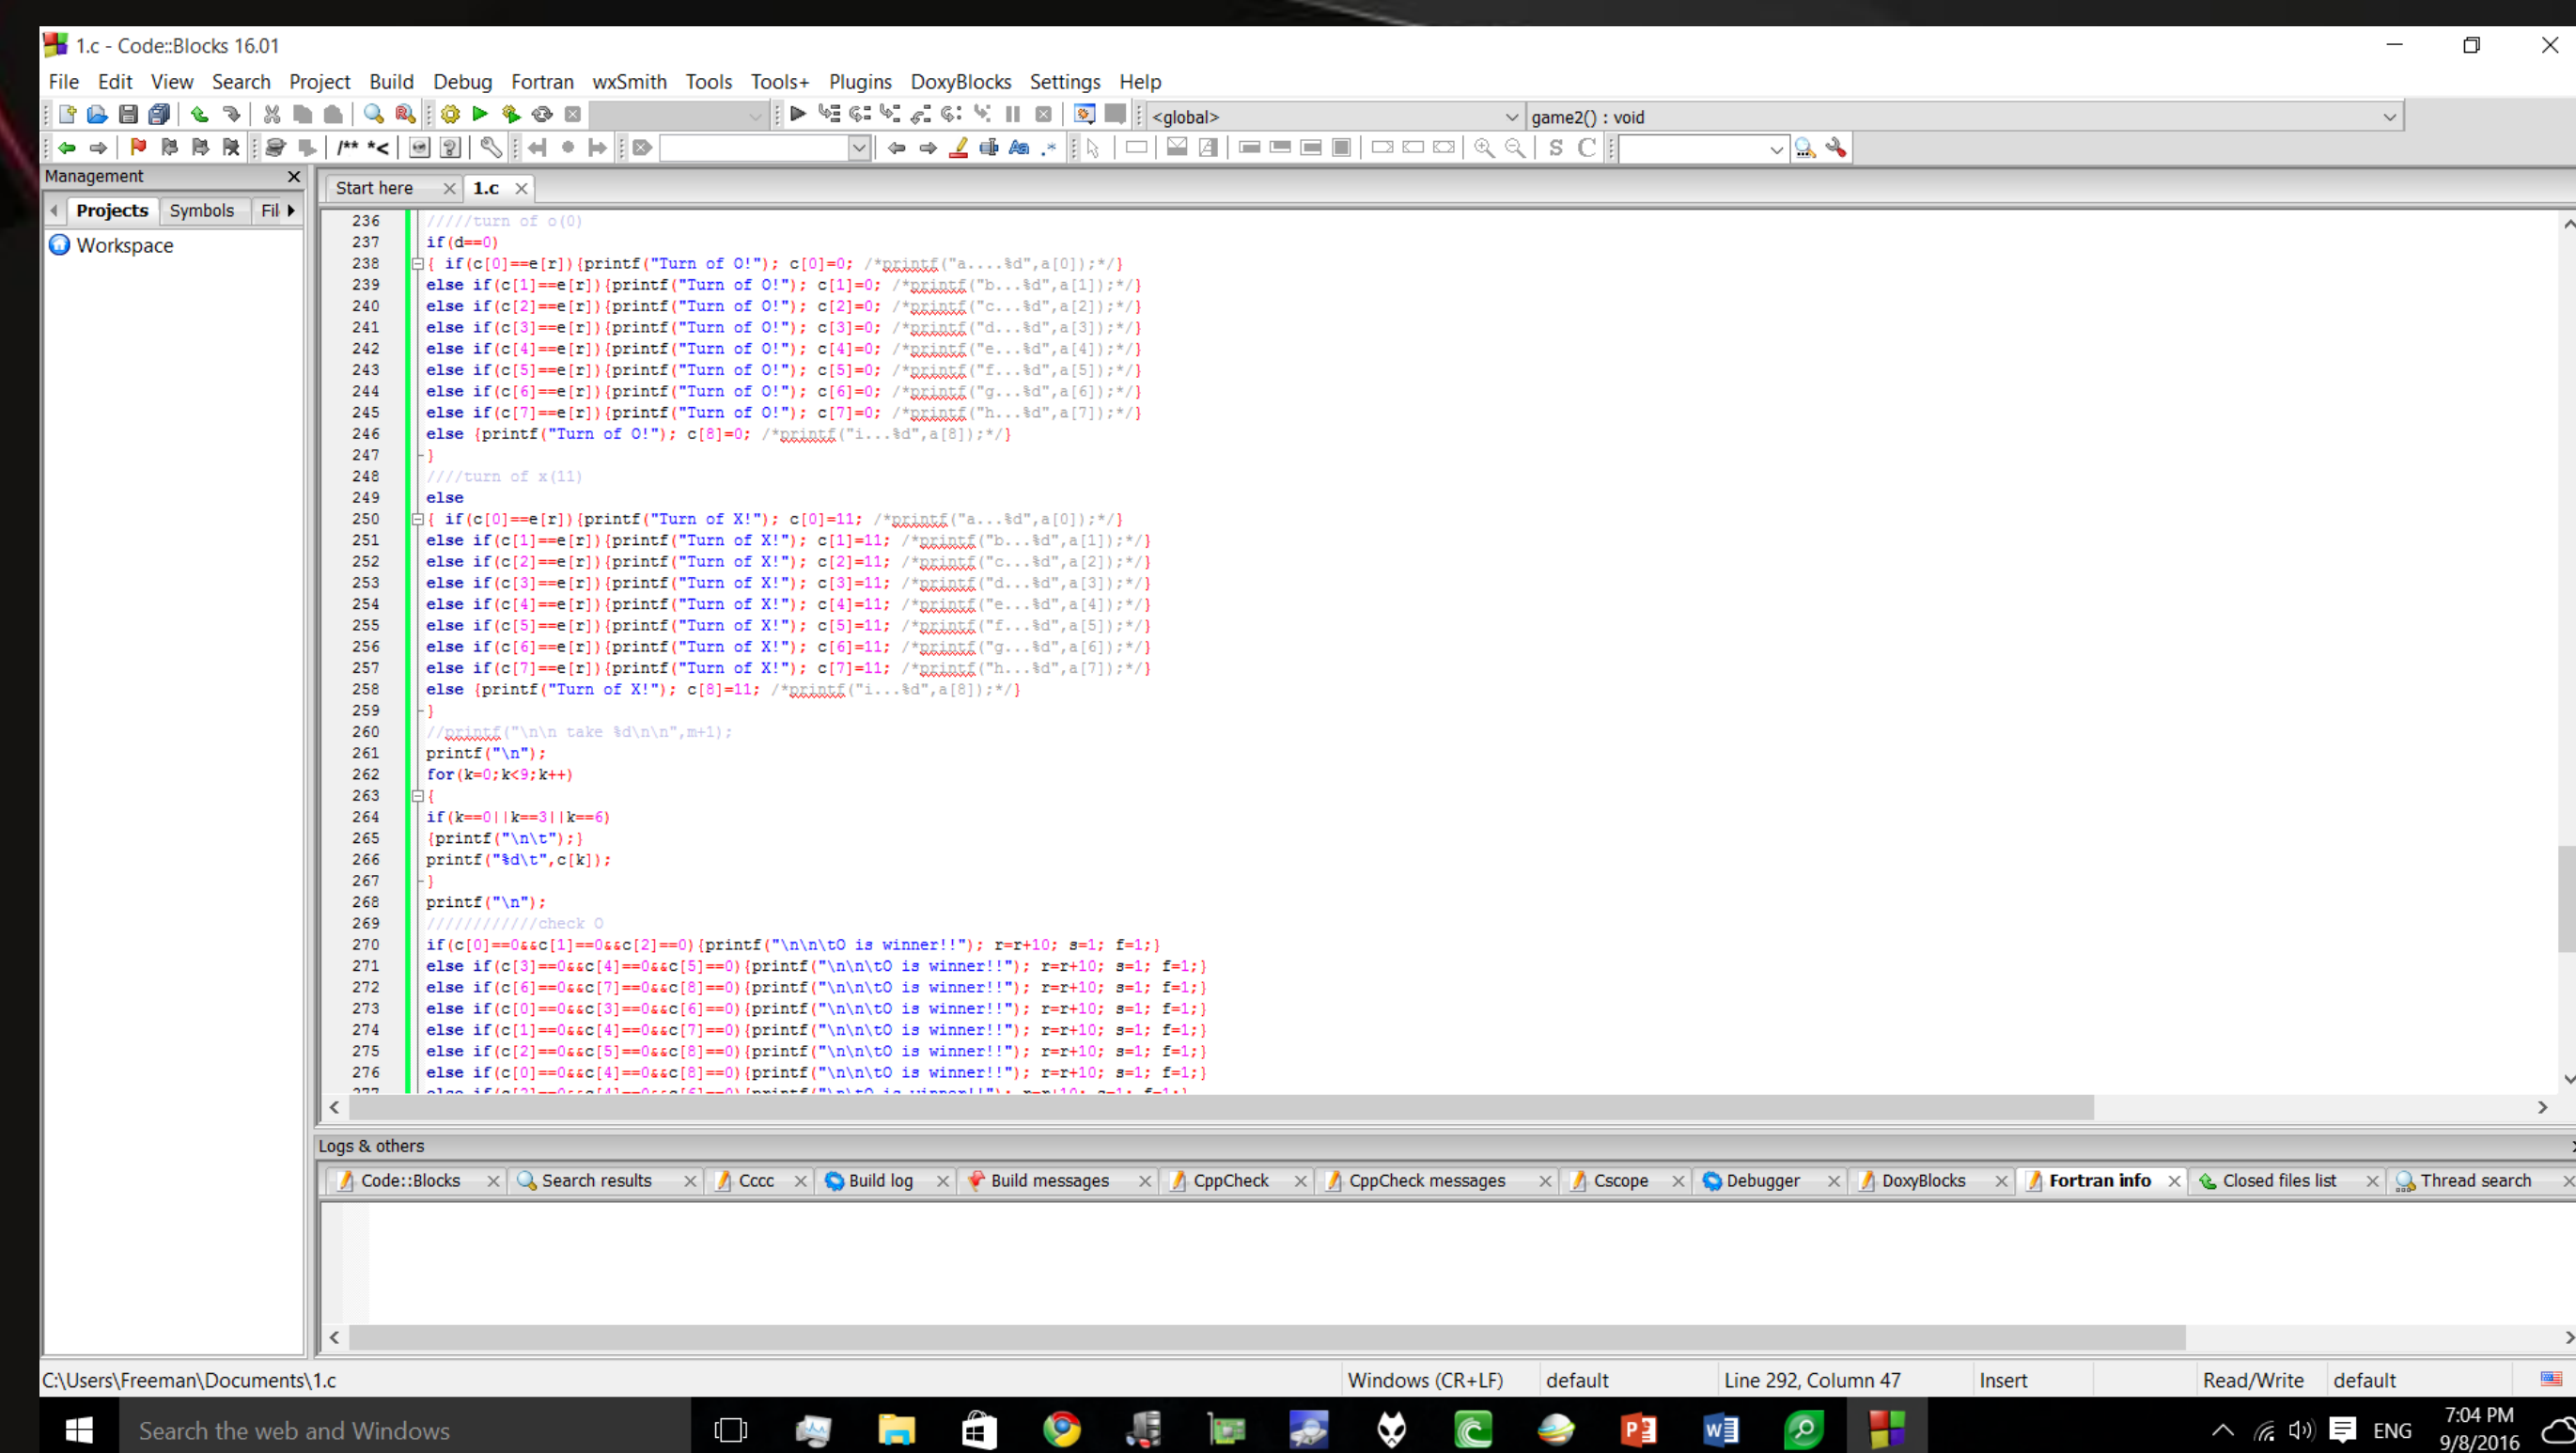 1.c - Code::Blocks 16.01
File Edit View Search Project Build Debug Fortran wxSmith Tools Tools+ Plugins DoxyBlocks Settings Help
<global> game2() : void
/** *< Aa .* S C
Management
Start here 1.c
Projects Symbols Fil
Workspace
236 /////turn of o(0)
237 if(d==0)
238 { if(c[0]==e[r]){printf("Turn of O!"); c[0]=0; /*printf("a....%d",a[0]);*/}
239 else if(c[1]==e[r]){printf("Turn of O!"); c[1]=0; /*printf("b...%d",a[1]);*/}
240 else if(c[2]==e[r]){printf("Turn of O!"); c[2]=0; /*printf("c...%d",a[2]);*/}
241 else if(c[3]==e[r]){printf("Turn of O!"); c[3]=0; /*printf("d...%d",a[3]);*/}
242 else if(c[4]==e[r]){printf("Turn of O!"); c[4]=0; /*printf("e...%d",a[4]);*/}
243 else if(c[5]==e[r]){printf("Turn of O!"); c[5]=0; /*printf("f...%d",a[5]);*/}
244 else if(c[6]==e[r]){printf("Turn of O!"); c[6]=0; /*printf("g...%d",a[6]);*/}
245 else if(c[7]==e[r]){printf("Turn of O!"); c[7]=0; /*printf("h...%d",a[7]);*/}
246 else {printf("Turn of O!"); c[8]=0; /*printf("i...%d",a[8]);*/}
247 }
248 ////turn of x(11)
249 else
250 { if(c[0]==e[r]){printf("Turn of X!"); c[0]=11; /*printf("a...%d",a[0]);*/}
251 else if(c[1]==e[r]){printf("Turn of X!"); c[1]=11; /*printf("b...%d",a[1]);*/}
252 else if(c[2]==e[r]){printf("Turn of X!"); c[2]=11; /*printf("c...%d",a[2]);*/}
253 else if(c[3]==e[r]){printf("Turn of X!"); c[3]=11; /*printf("d...%d",a[3]);*/}
254 else if(c[4]==e[r]){printf("Turn of X!"); c[4]=11; /*printf("e...%d",a[4]);*/}
255 else if(c[5]==e[r]){printf("Turn of X!"); c[5]=11; /*printf("f...%d",a[5]);*/}
256 else if(c[6]==e[r]){printf("Turn of X!"); c[6]=11; /*printf("g...%d",a[6]);*/}
257 else if(c[7]==e[r]){printf("Turn of X!"); c[7]=11; /*printf("h...%d",a[7]);*/}
258 else {printf("Turn of X!"); c[8]=11; /*printf("i...%d",a[8]);*/}
259 }
260 //printf("\n\n take %d\n\n",m+1);
261 printf("\n");
262 for(k=0;k<9;k++)
263 {
264 if(k==0||k==3||k==6)
265 {printf("\n\t");}
266 printf("%d\t",c[k]);
267 }
268 printf("\n");
269 ////////////check O
270 if(c[0]==0&&c[1]==0&&c[2]==0){printf("\n\n\tO is winner!!"); r=r+10; s=1; f=1;}
271 else if(c[3]==0&&c[4]==0&&c[5]==0){printf("\n\n\tO is winner!!"); r=r+10; s=1; f=1;}
272 else if(c[6]==0&&c[7]==0&&c[8]==0){printf("\n\n\tO is winner!!"); r=r+10; s=1; f=1;}
273 else if(c[0]==0&&c[3]==0&&c[6]==0){printf("\n\n\tO is winner!!"); r=r+10; s=1; f=1;}
274 else if(c[1]==0&&c[4]==0&&c[7]==0){printf("\n\n\tO is winner!!"); r=r+10; s=1; f=1;}
275 else if(c[2]==0&&c[5]==0&&c[8]==0){printf("\n\n\tO is winner!!"); r=r+10; s=1; f=1;}
276 else if(c[0]==0&&c[4]==0&&c[8]==0){printf("\n\n\tO is winner!!"); r=r+10; s=1; f=1;}
Logs & others
Code::Blocks Search results Cccc Build log Build messages CppCheck CppCheck messages Cscope Debugger DoxyBlocks Fortran info Closed files list Thread search
C:\Users\Freeman\Documents\1.c Windows (CR+LF) default Line 292, Column 47 Insert Read/Write default
Search the web and Windows ENG 7:04 PM
9/8/2016